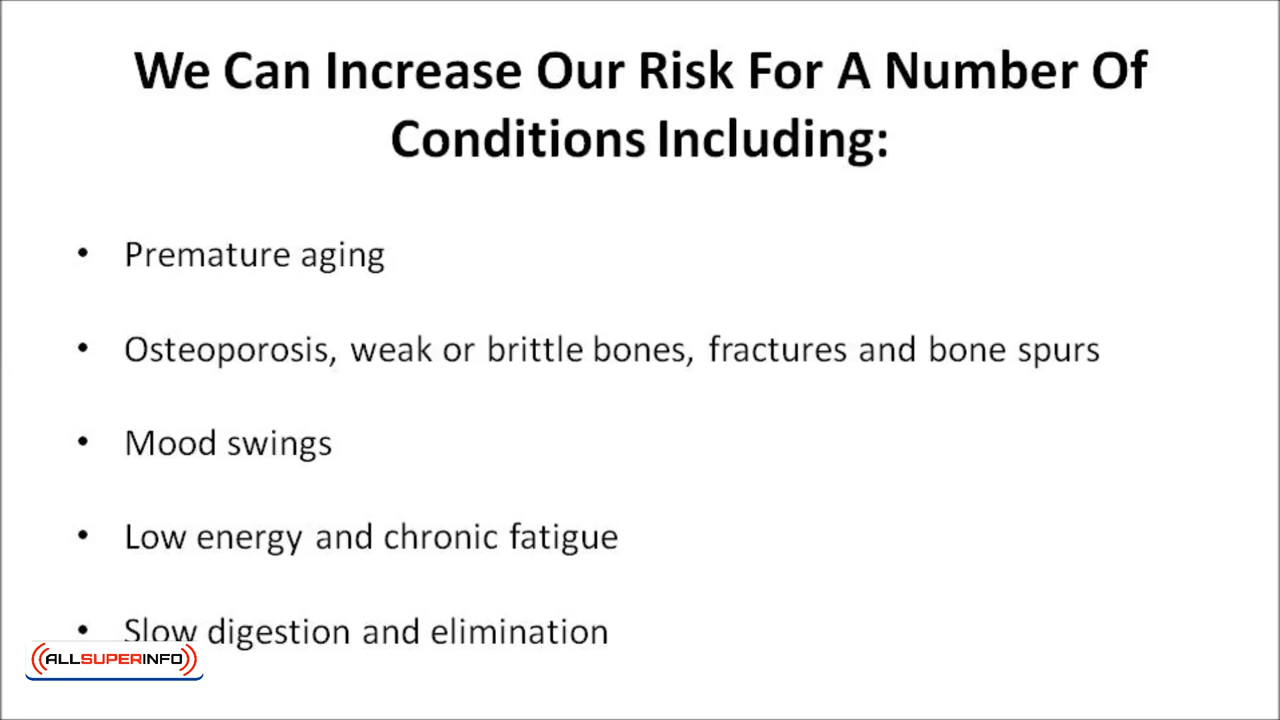 We Can Increase Our Risk For A Number Of
Conditions Including:
• Premature aging
• Osteoporosis, weak or brittle bones, fractures and bone spurs
• Mood swings
• Low energy and chronic fatigue
• Slow digestion and elimination
ALLSUPERINFO